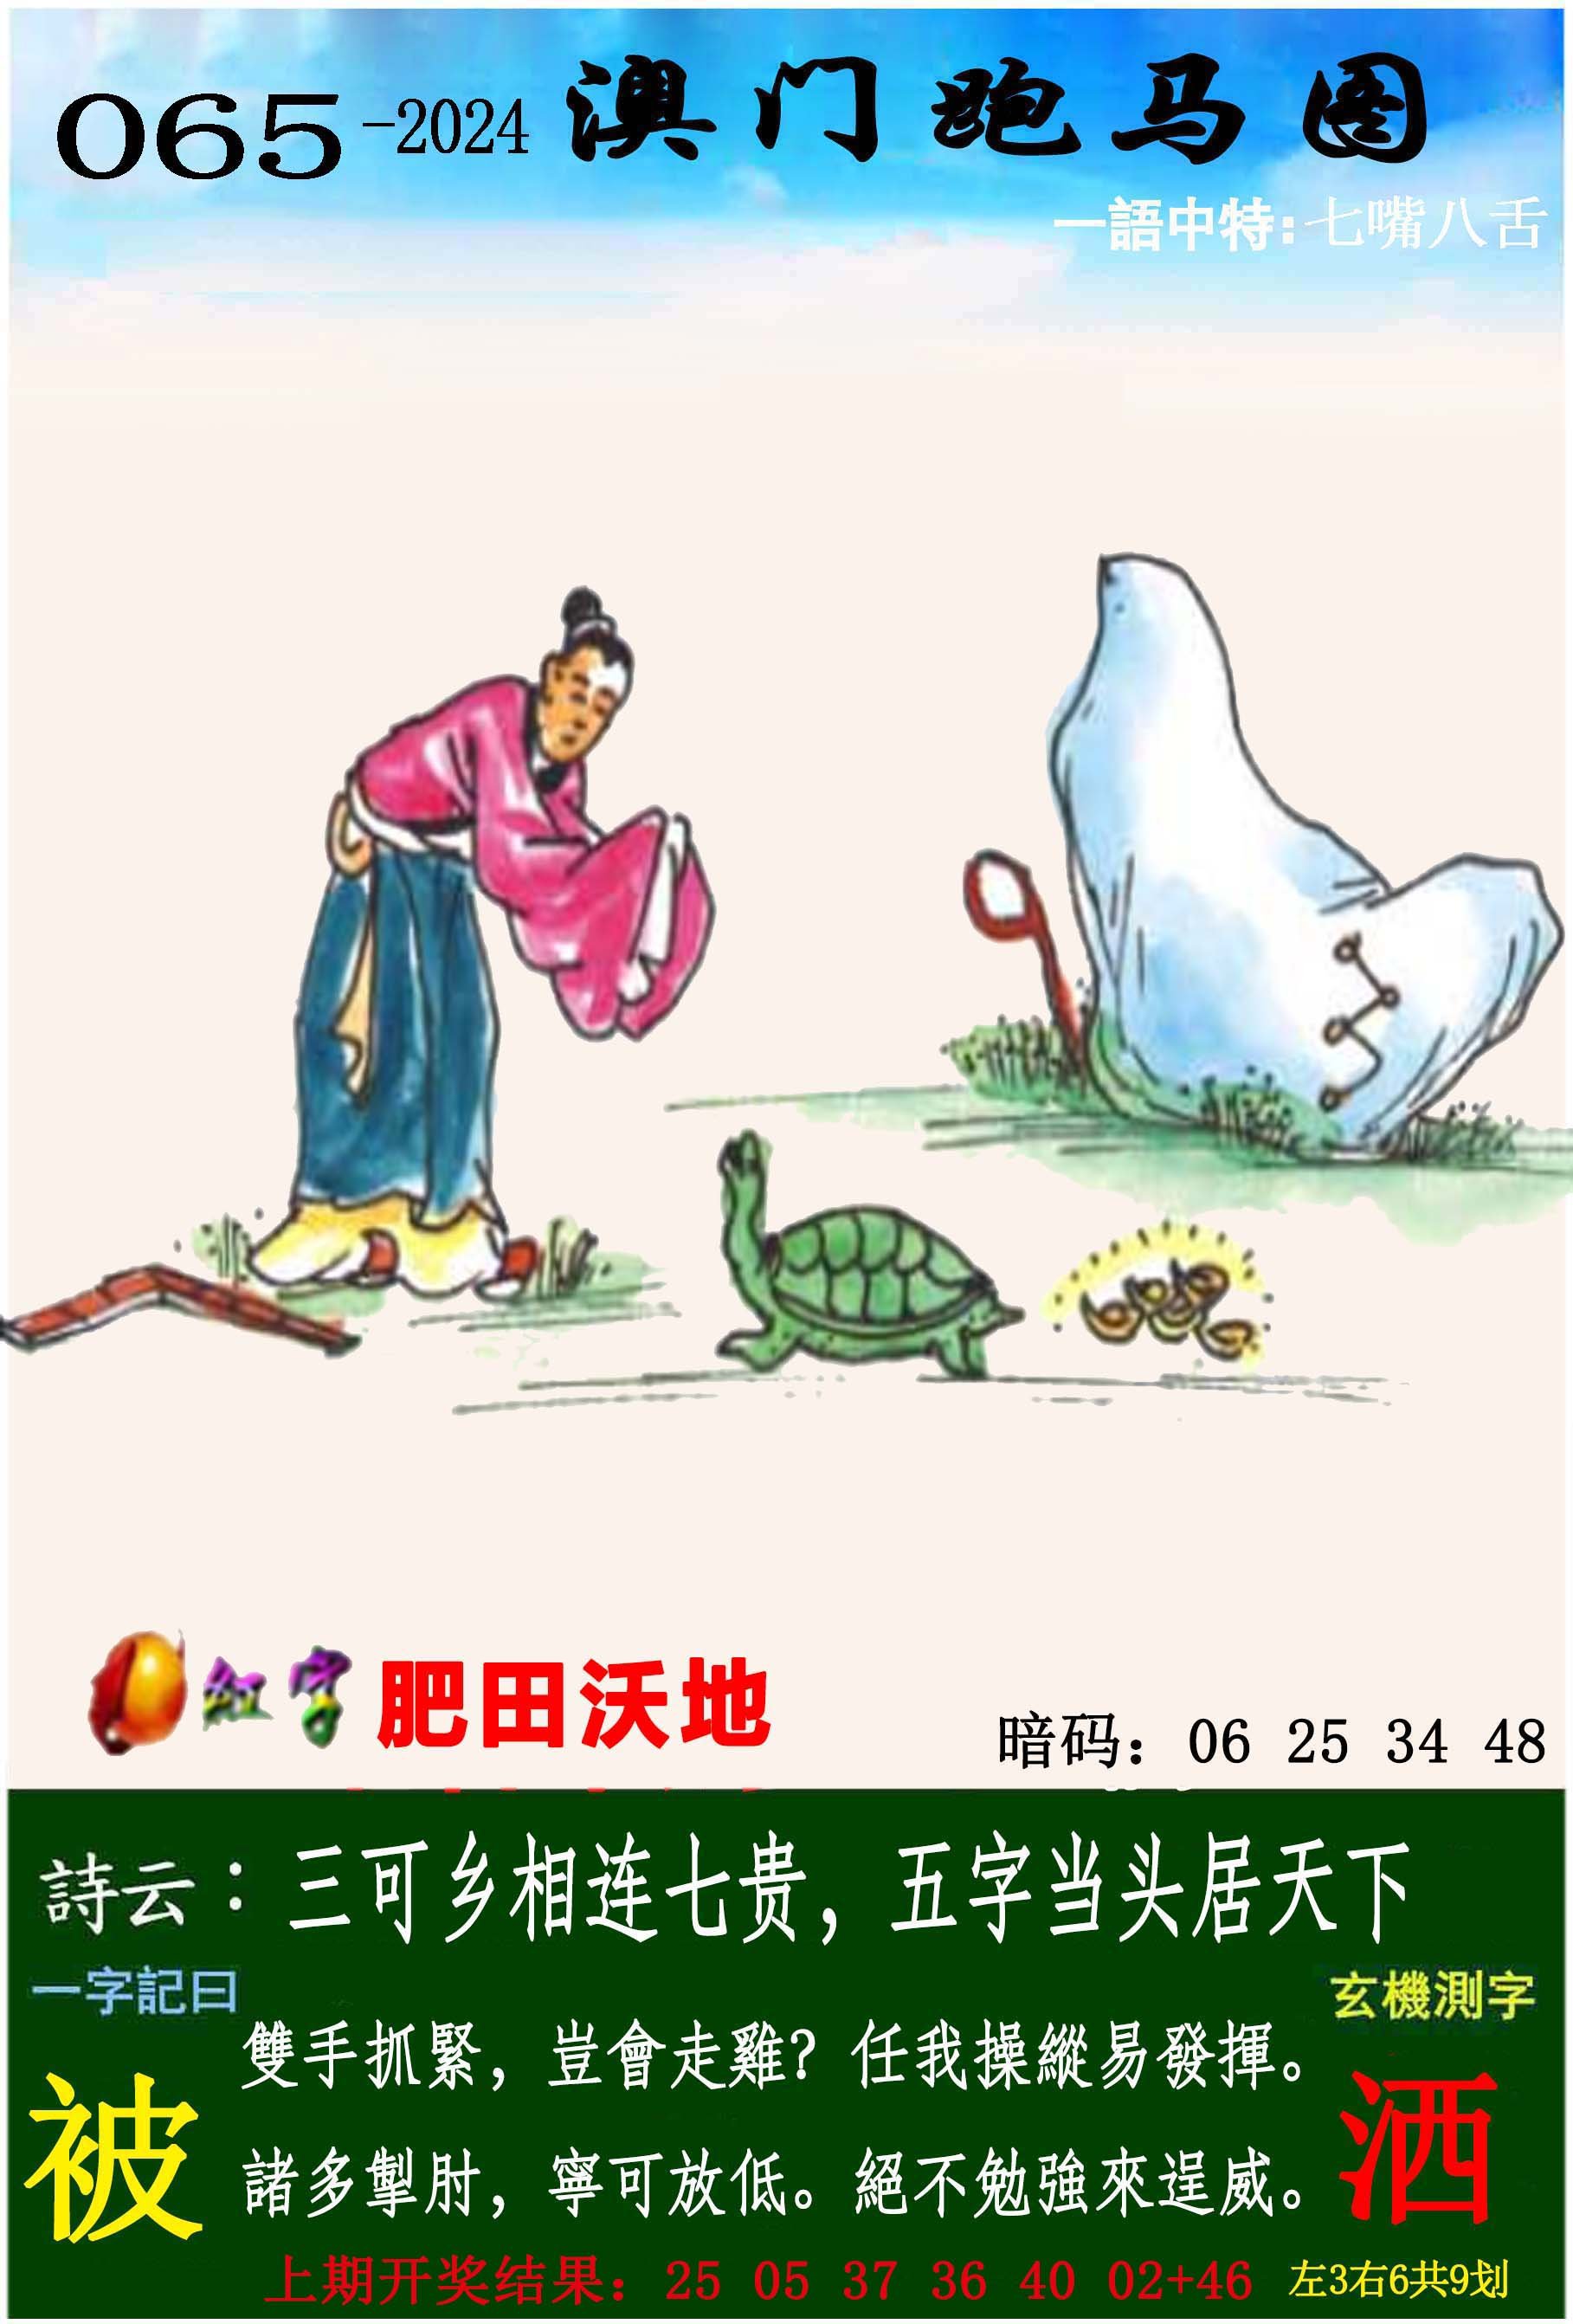 065-2024 澳门跑马图
一語中特:七嘴八舌
红字 肥田沃地
暗码：06 25 34 48
詩云：三可乡相连七贵，五字当头居天下
一字記曰
玄機測字
雙手抓緊，豈會走雞？任我操縱易發揮。
被
洒
諸多掣肘，寧可放低。絕不勉強來逞威。
上期开奖结果：25 05 37 36 40 02+46
左3右6共9划